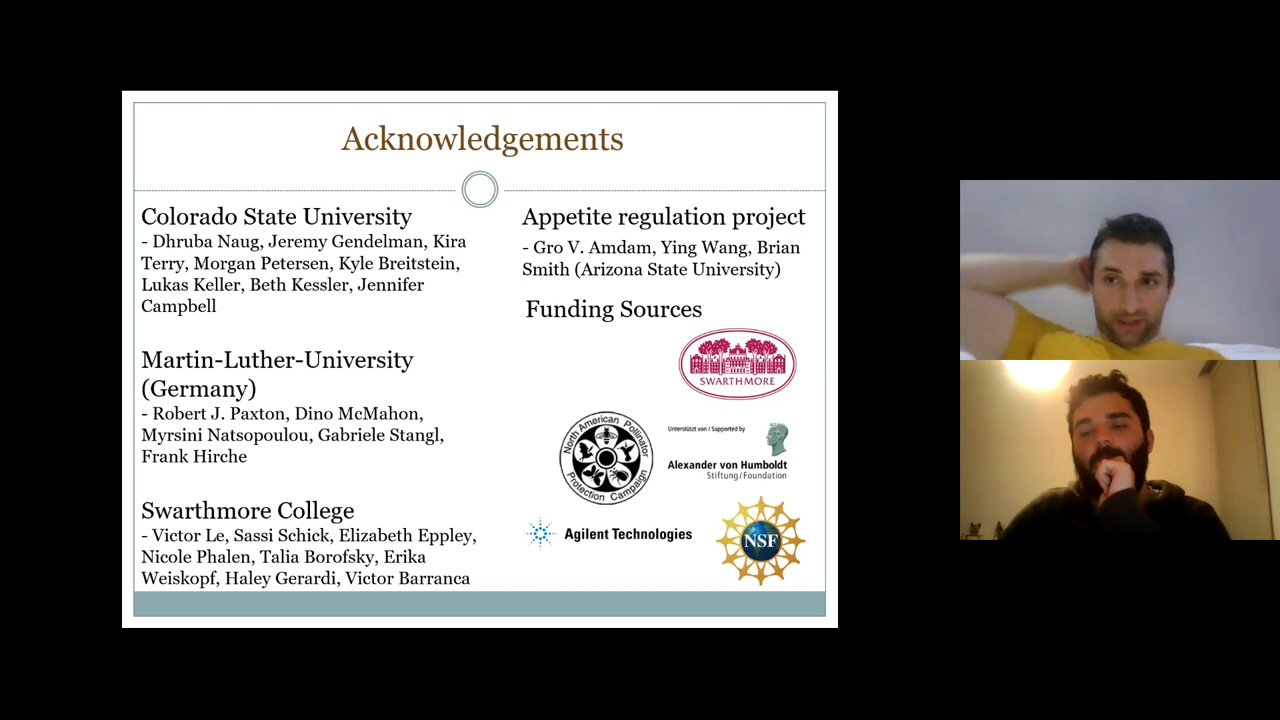 Acknowledgements
Colorado State University
- Dhruba Naug, Jeremy Gendelman, Kira
Terry, Morgan Petersen, Kyle Breitstein,
Lukas Keller, Beth Kessler, Jennifer
Campbell
Martin-Luther-University
(Germany)
- Robert J. Paxton, Dino McMahon,
Myrsini Natsopoulou, Gabriele Stangl,
Frank Hirche
Swarthmore College
- Victor Le, Sassi Schick, Elizabeth Eppley,
Nicole Phalen, Talia Borofsky, Erika
Weiskopf, Haley Gerardi, Victor Barranca
Appetite regulation project
- Gro V. Amdam, Ying Wang, Brian
Smith (Arizona State University)
Funding Sources
SWARTHMORE
North American Pollinator
Protection Campaign
Unterstützt von / Supported by
Alexander von Humboldt
Stiftung/Foundation
Agilent Technologies
NSF